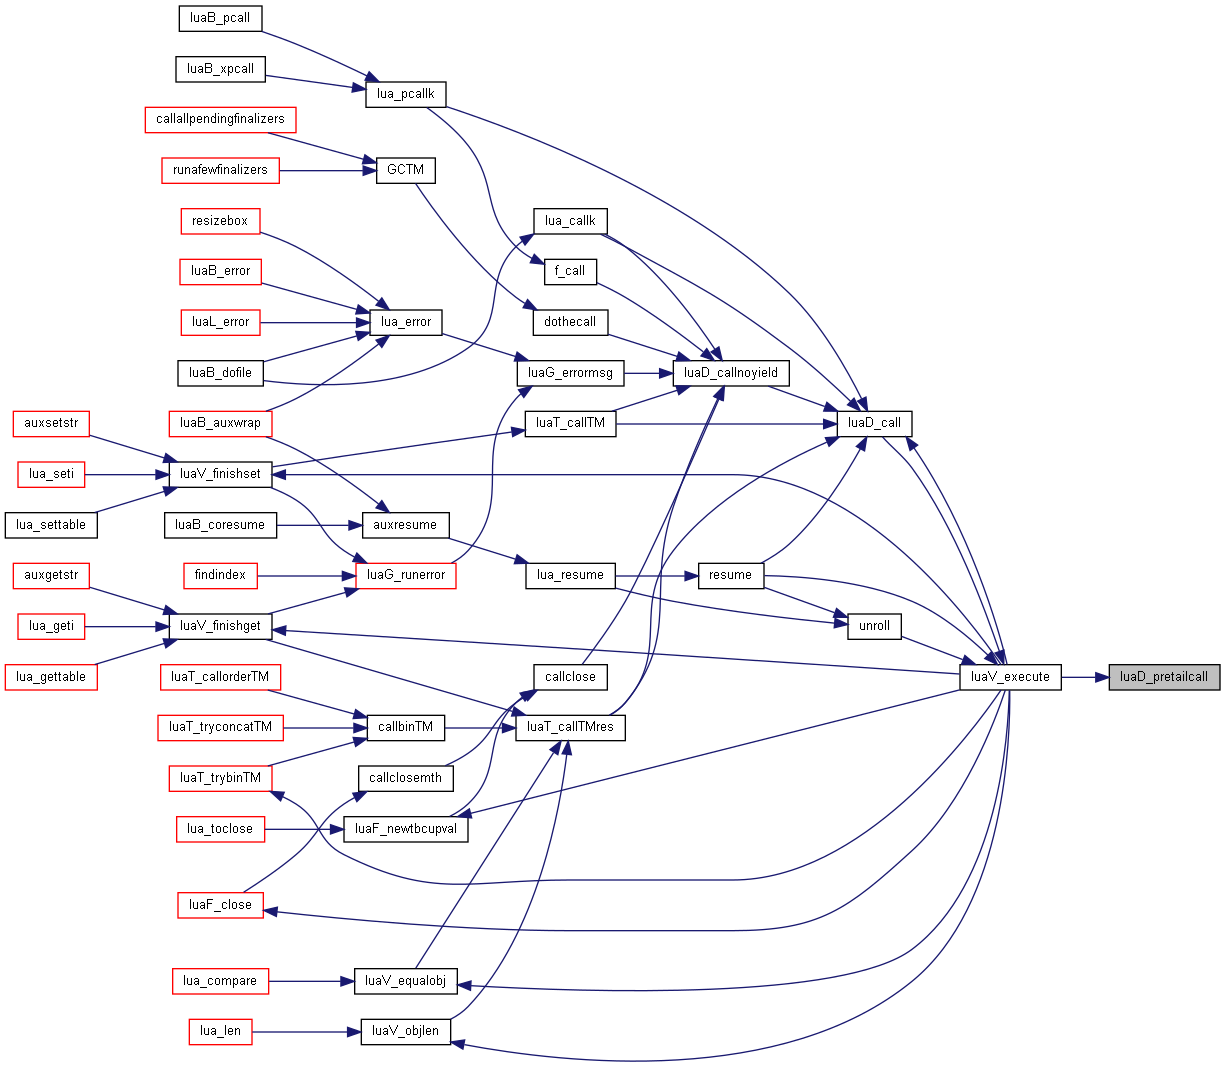 luaB_pcall
luaB_xpcall
lua_pcallk
callallpendingfinalizers
runafewfinalizers
GCTM
resizebox
lua_callk
luaB_error
f_call
luaL_error
lua_error
dothecall
luaB_dofile
luaG_errormsg
luaD_callnoyield
auxsetstr
luaB_auxwrap
luaT_callTM
luaD_call
lua_seti
luaV_finishset
lua_settable
luaB_coresume
auxresume
auxgetstr
findindex
luaG_runerror
lua_resume
resume
lua_geti
luaV_finishget
unroll
lua_gettable
luaT_callorderTM
callclose
luaV_execute
luaD_pretailcall
luaT_tryconcatTM
callbinTM
luaT_callTMres
luaT_trybinTM
callclosemth
lua_toclose
luaF_newtbcupval
luaF_close
lua_compare
luaV_equalobj
lua_len
luaV_objlen